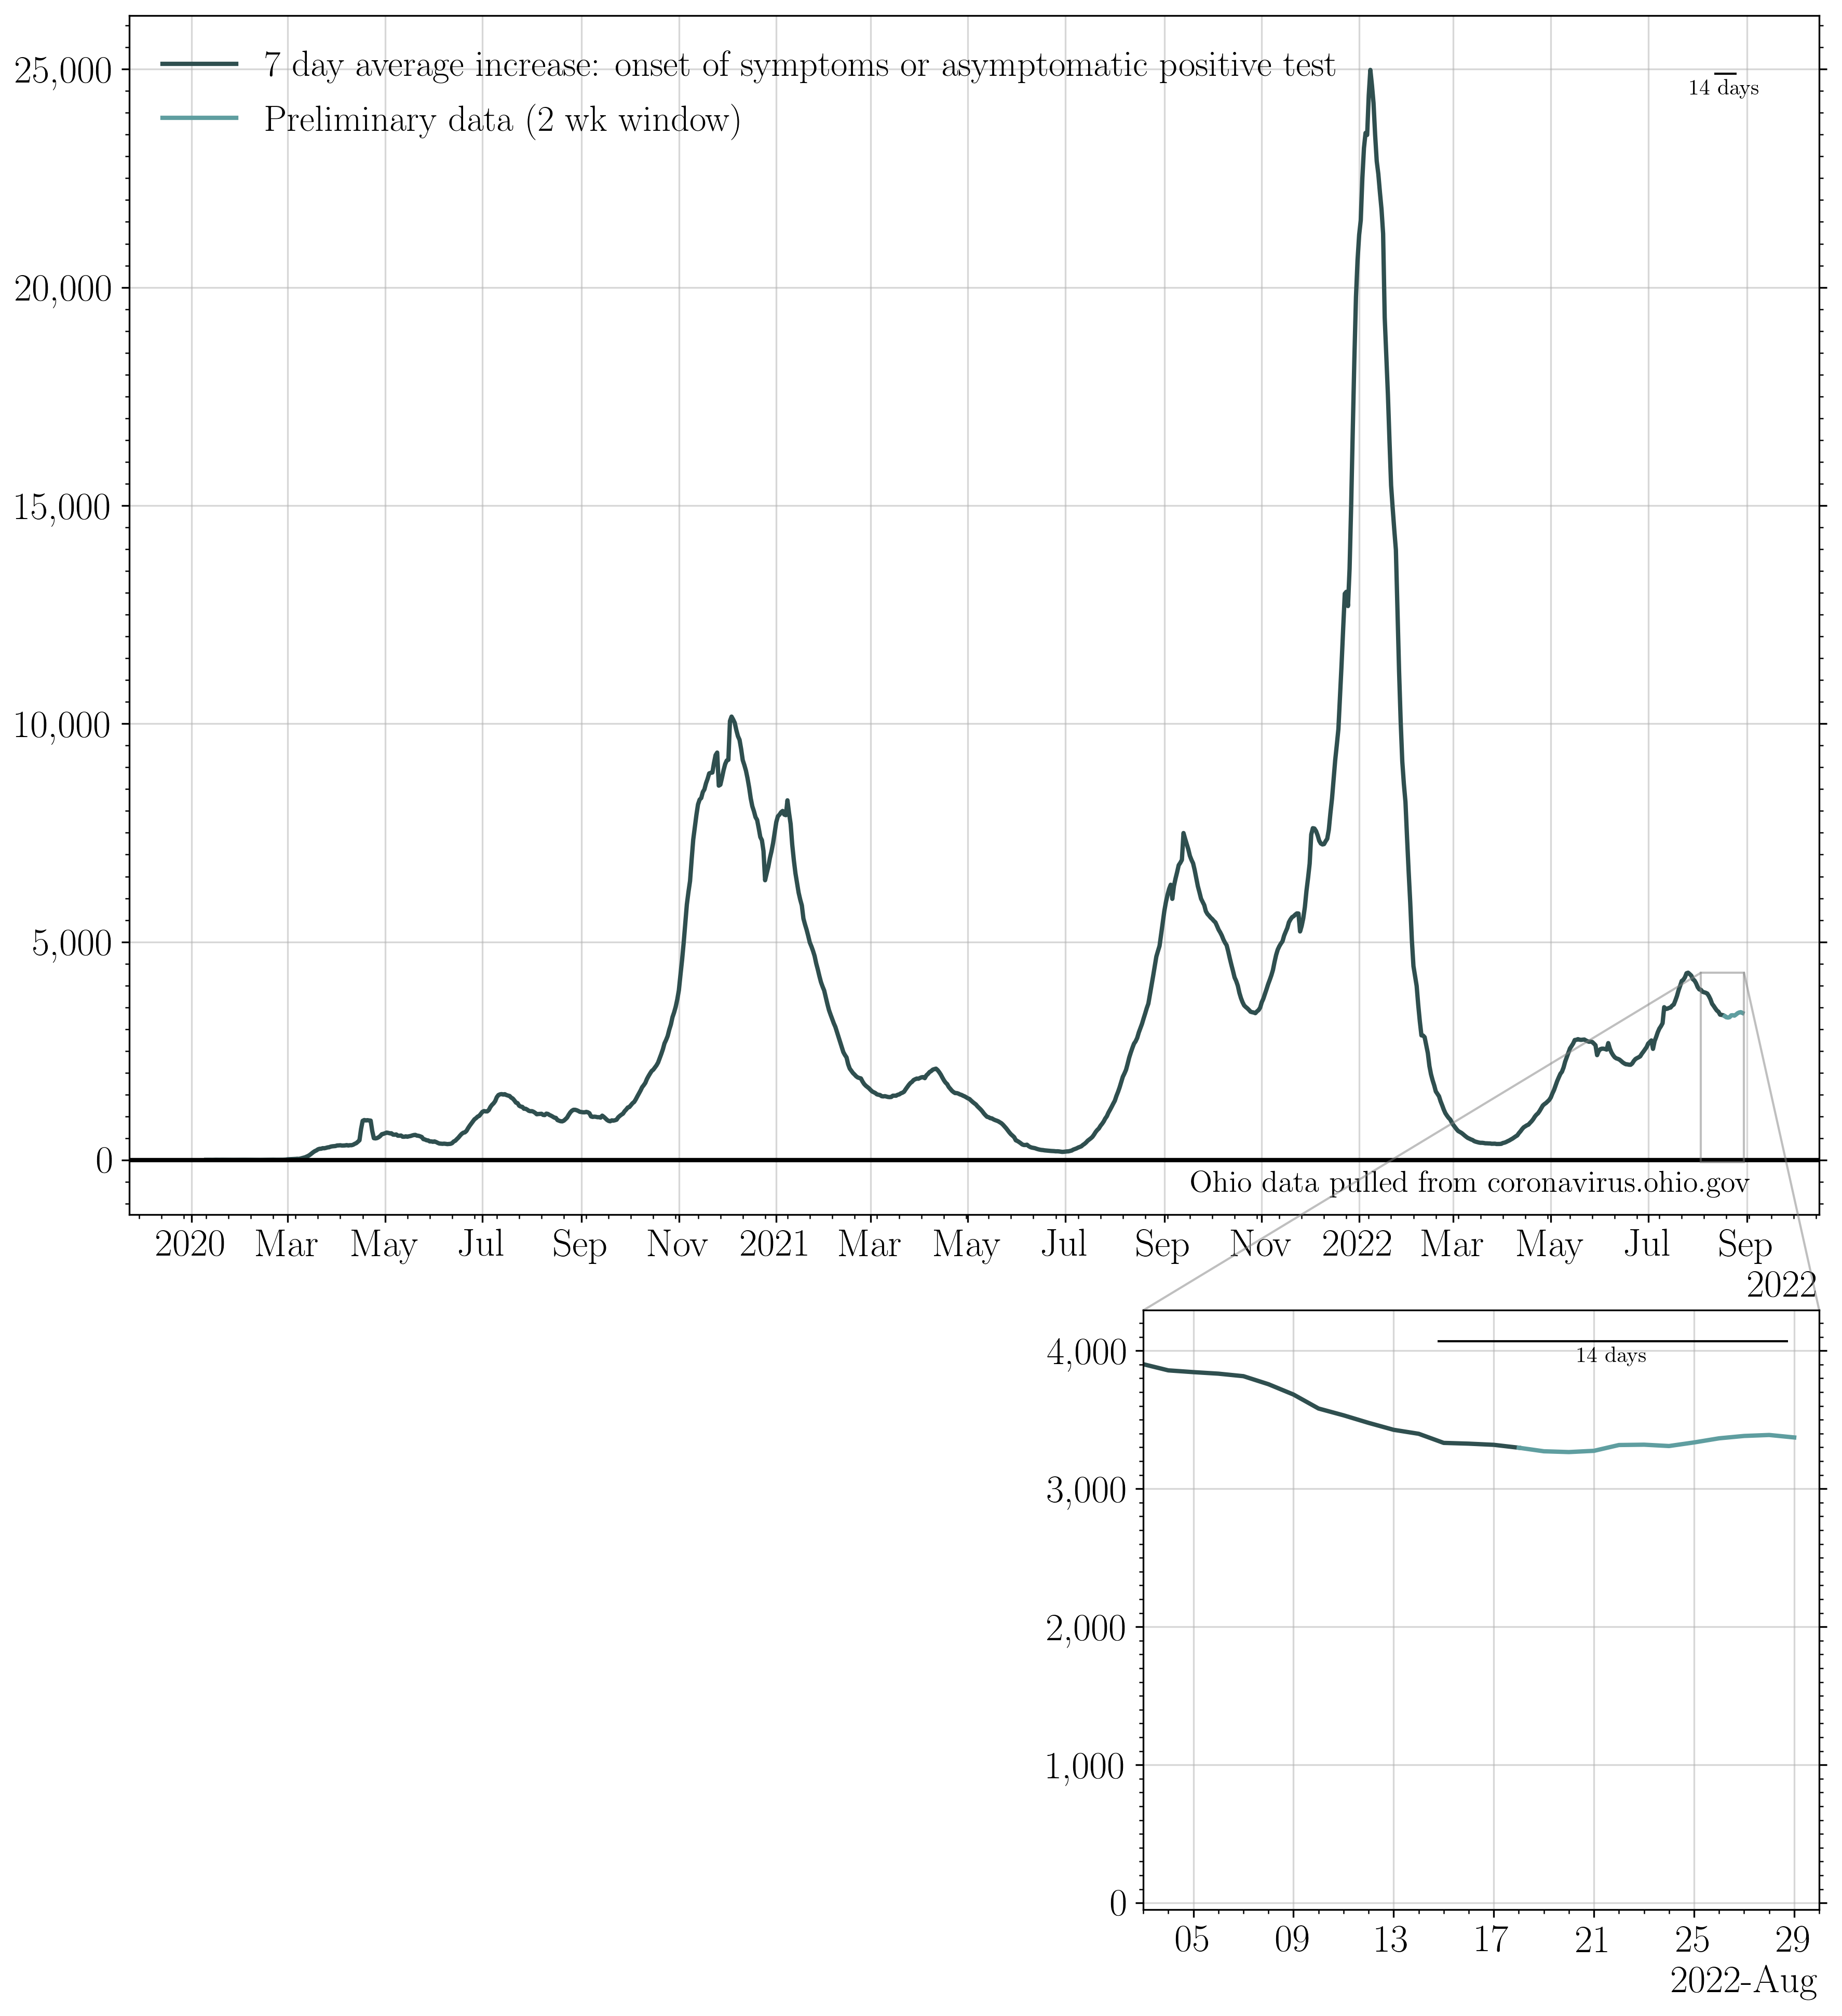 7 day average increase: onset of symptoms or asymptomatic positive test
Preliminary data (2 wk window)
14 days
25,000
20,000
15,000
10,000
5,000
0
Ohio data pulled from coronavirus.ohio.gov
2020 Mar May Jul Sep Nov 2021 Mar May Jul Sep Nov 2022 Mar May Jul Sep
2022
14 days
4,000
3,000
2,000
1,000
0
05 09 13 17 21 25 29
2022-Aug